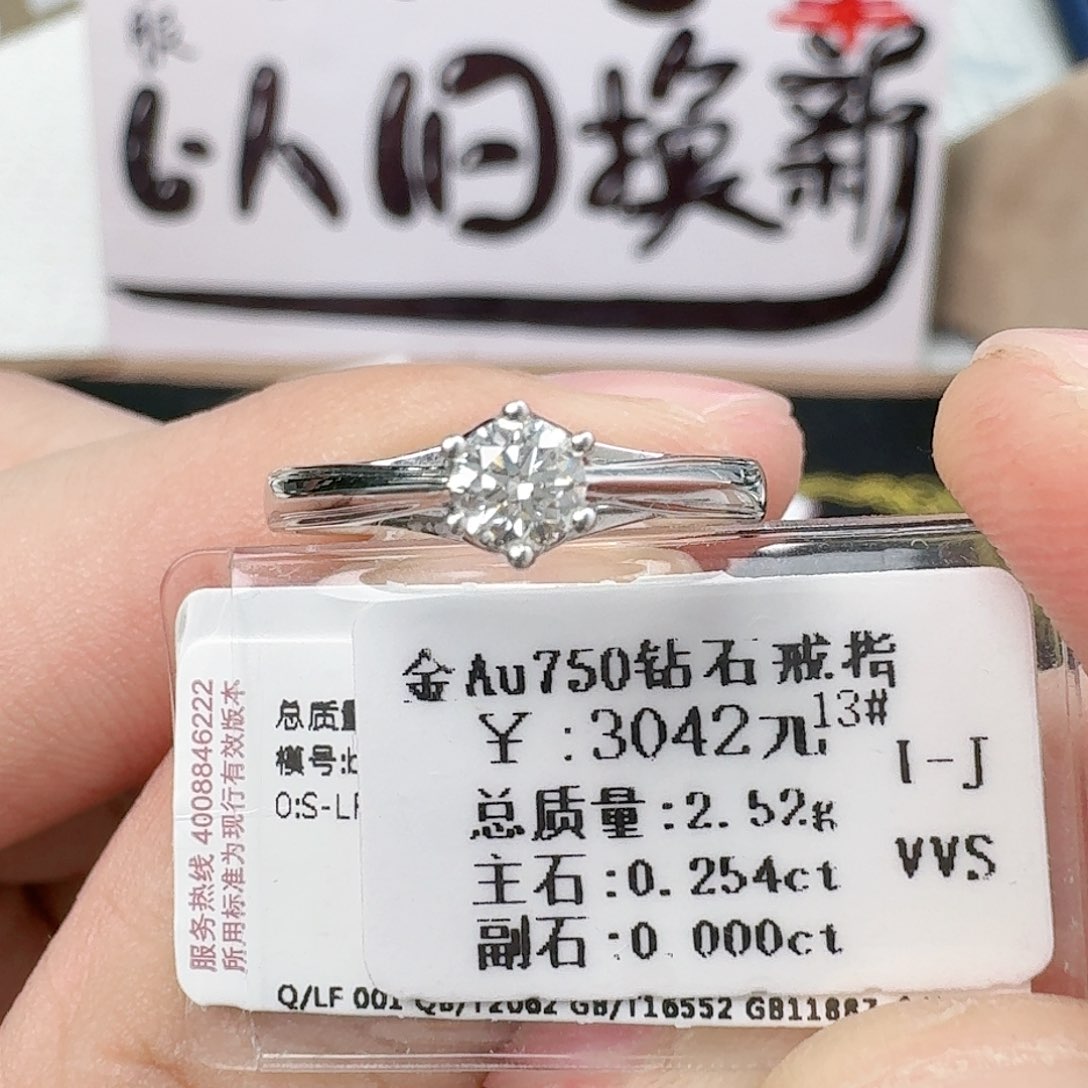 以旧换新
金Au750钻石戒指
¥:3042元 13#
I-J
总质量:2.52g
VVS
主石:0.254ct
副石:0.000ct
总质量
O:S-LF
服务热线 4008846222
所用标准为现行有效版本
Q/LF 001 QB/T2062 GB/T16552 GB11887